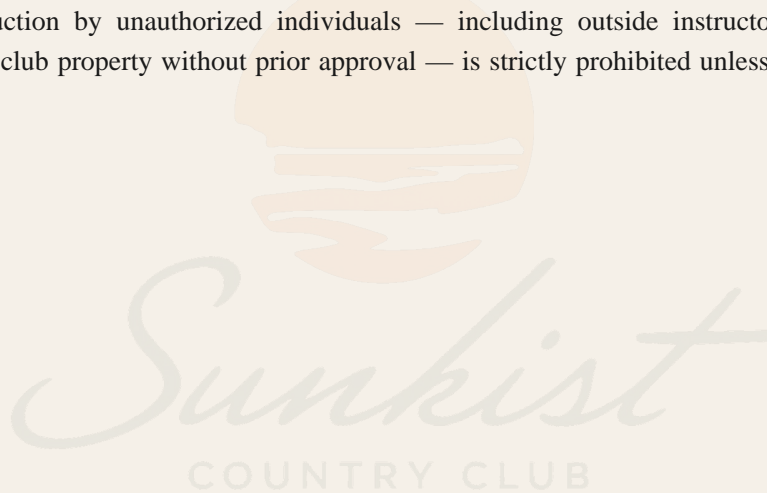 uction by unauthorized individuals — including outside instructo
club property without prior approval — is strictly prohibited unless
Sunkist
COUNTRY CLUB